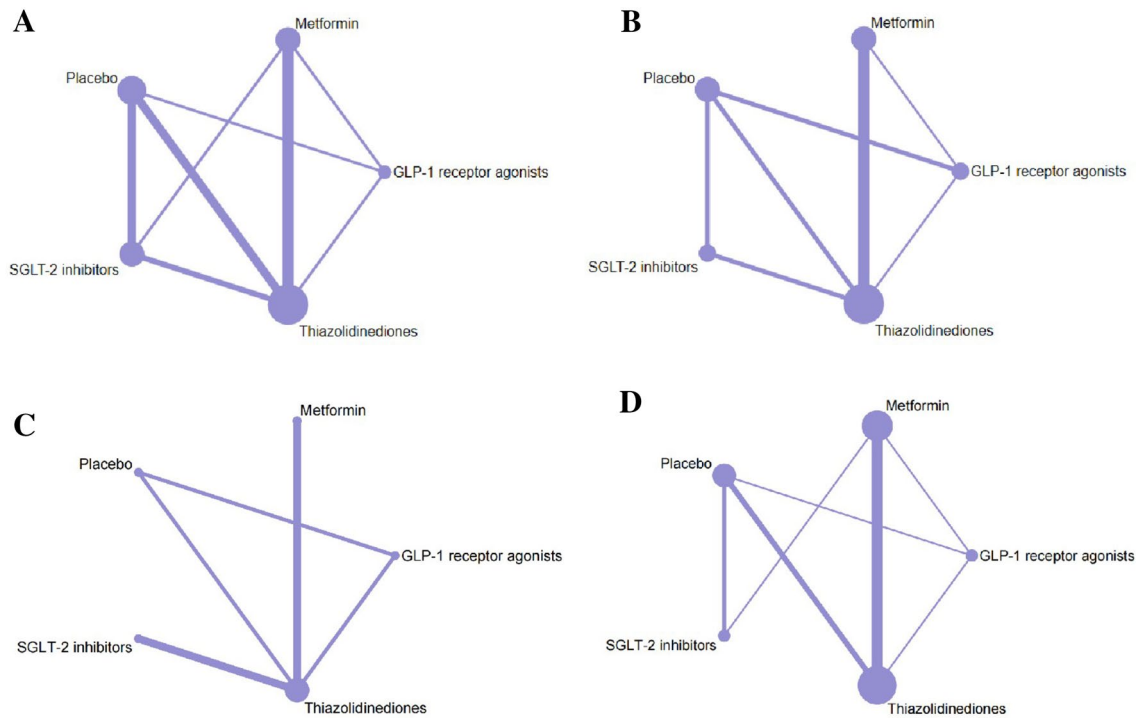 A
Metformin
Placebo
GLP-1 receptor agonists
SGLT-2 inhibitors
Thiazolidinediones
B
Metformin
Placebo
GLP-1 receptor agonists
SGLT-2 inhibitors
Thiazolidinediones
C
Metformin
Placebo
GLP-1 receptor agonists
SGLT-2 inhibitors
Thiazolidinediones
D
Metformin
Placebo
GLP-1 receptor agonists
SGLT-2 inhibitors
Thiazolidinediones